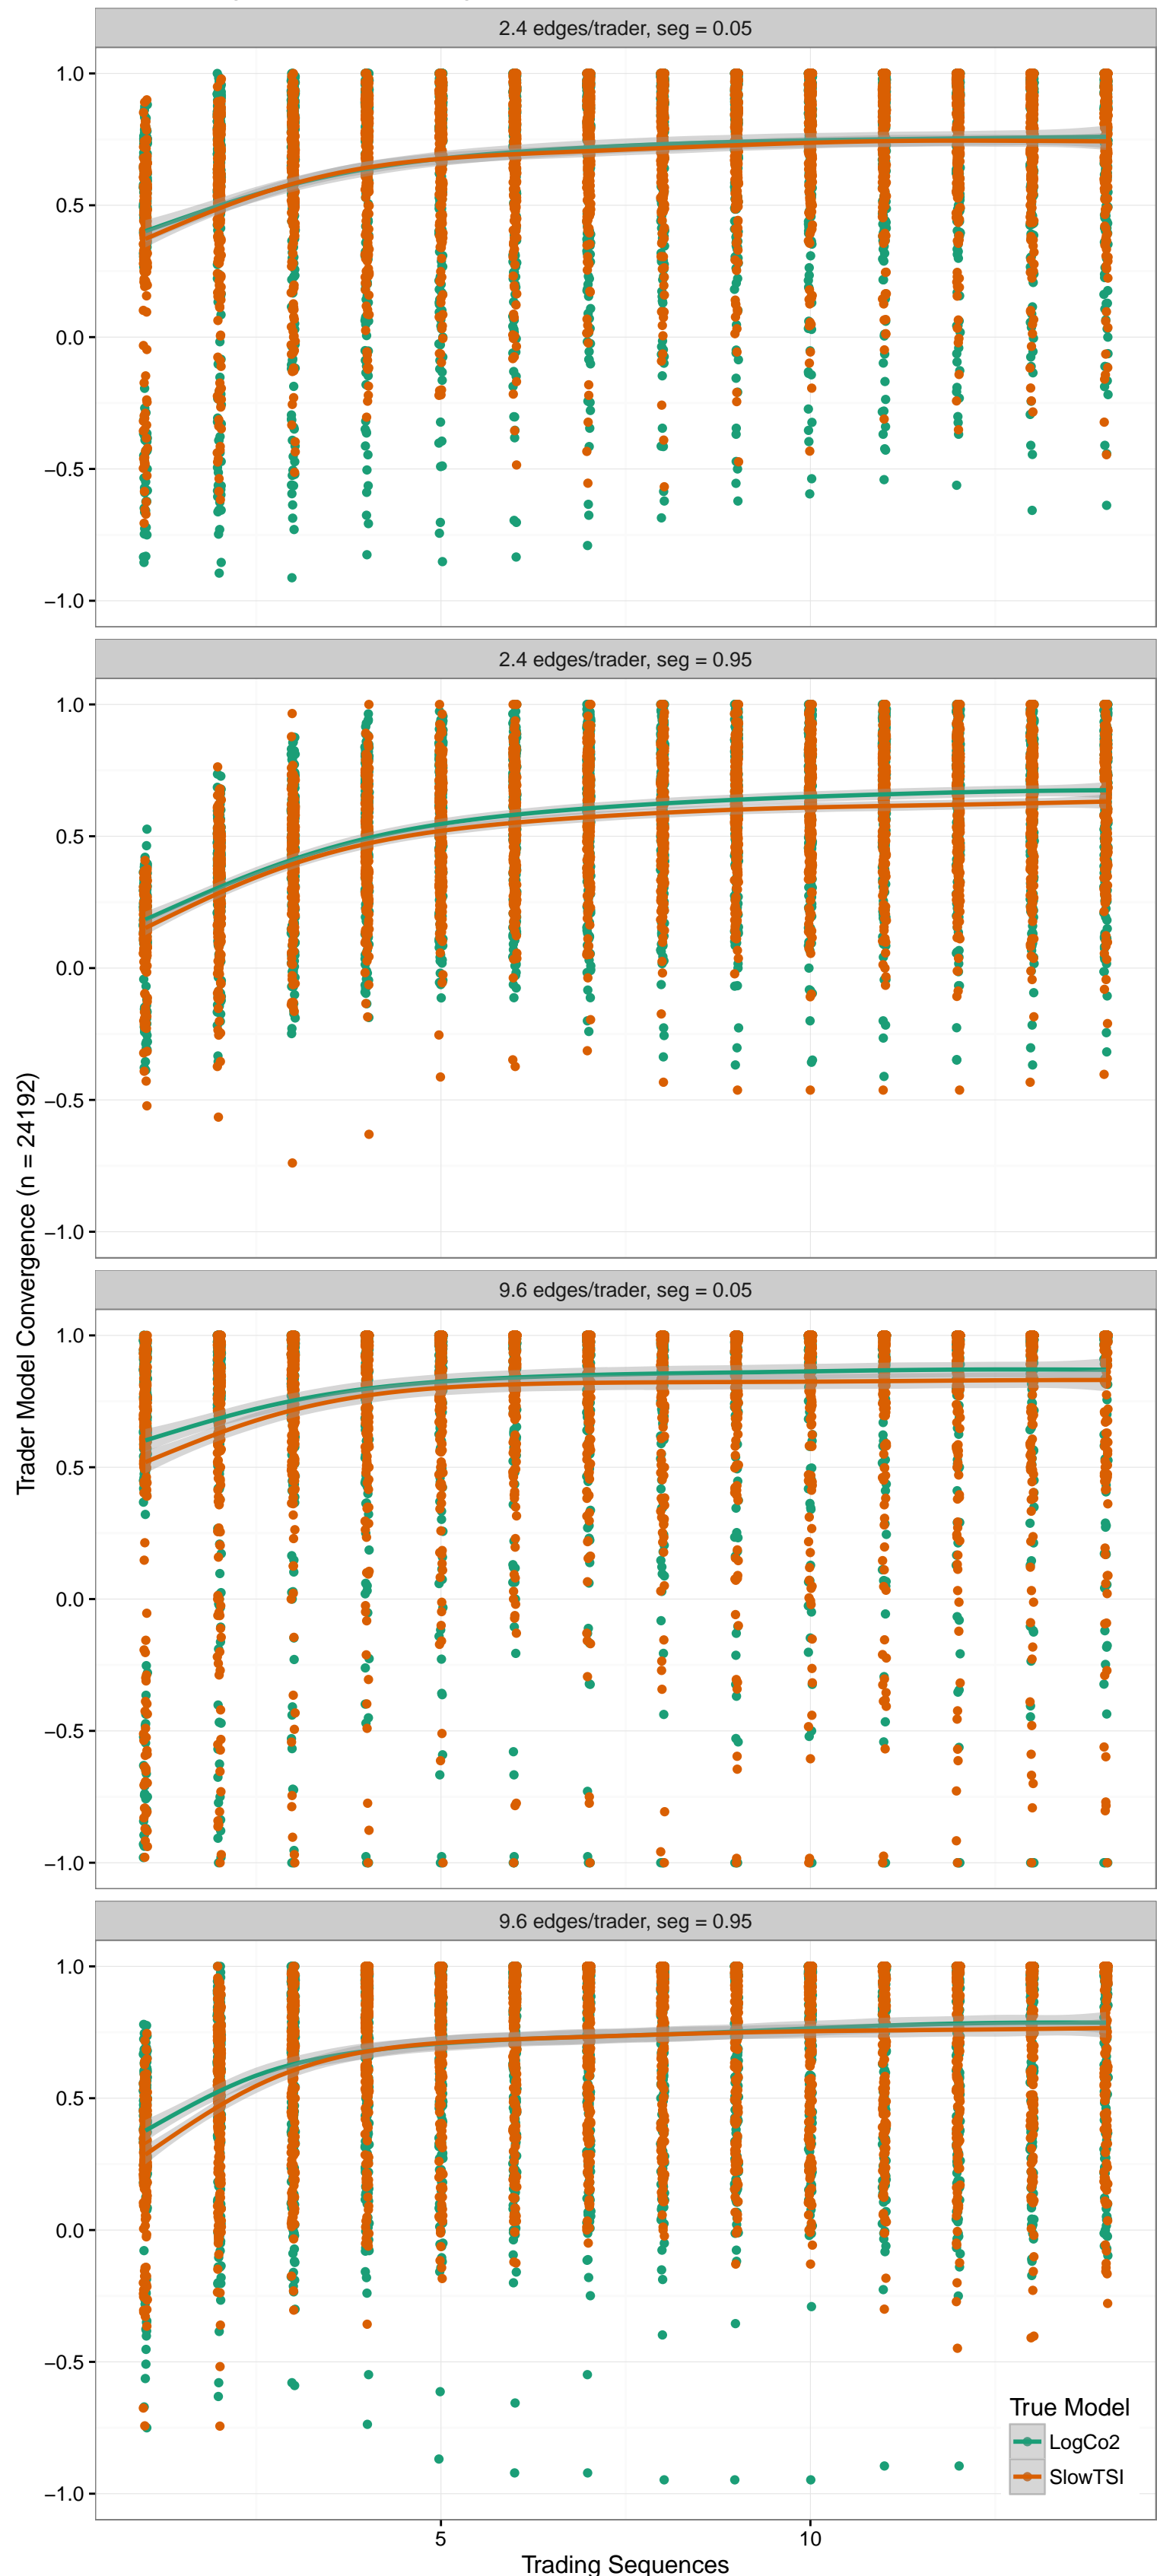 2.4 edges/trader, seg = 0.05
1.0
0.5
0.0
−0.5
−1.0
2.4 edges/trader, seg = 0.95
1.0
0.5
0.0
−0.5
−1.0
Trader Model Convergence (n = 24192)
9.6 edges/trader, seg = 0.05
1.0
0.5
0.0
−0.5
−1.0
9.6 edges/trader, seg = 0.95
1.0
0.5
0.0
−0.5
−1.0
True Model
LogCo2
SlowTSI
5
10
Trading Sequences